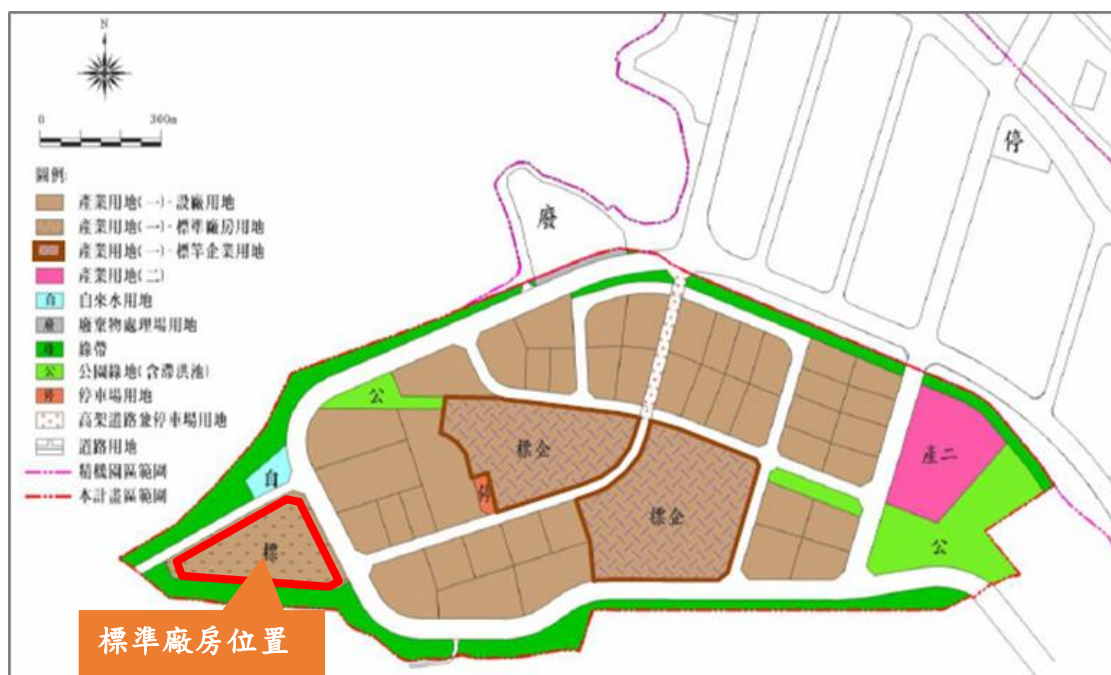 N
0 300m
圖例:
產業用地(一)-設廠用地
產業用地(一)-標準廠房用地
產業用地(一)-標竿企業用地
產業用地(二)
自 自來水用地
廢 廢棄物處理場用地
綠 綠帶
公 公園綠地(含滯洪池)
停 停車場用地
高架道路兼停車場用地
道路用地
精機園區範圍
本計畫區範圍
停
廢
公
標企
產二
自
停
標企
標
公
標準廠房位置